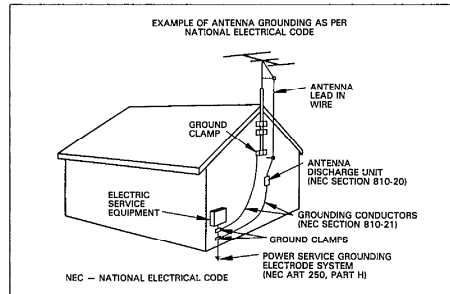 EXAMPLE OF ANTENNA GROUNDING AS PER
NATIONAL ELECTRICAL CODE
ANTENNA
LEAD IN
WIRE
GROUND
CLAMP
ANTENNA
DISCHARGE UNIT
(NEC SECTION 810-20)
ELECTRIC
SERVICE
EQUIPMENT
GROUNDING CONDUCTORS
(NEC SECTION 810-21)
GROUND CLAMPS
POWER SERVICE GROUNDING
ELECTRODE SYSTEM
(NEC ART 250, PART H)
NEC — NATIONAL ELECTRICAL CODE